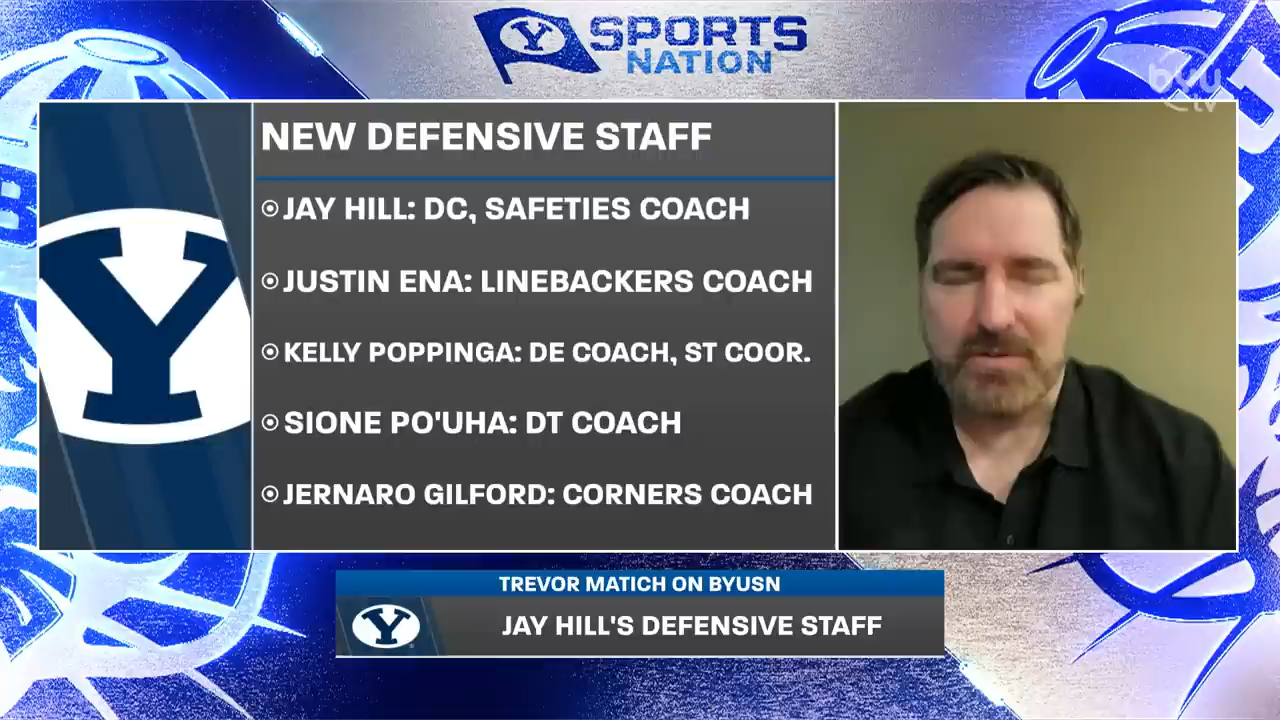 Y SPORTS
NATION
byu
tv
NEW DEFENSIVE STAFF
JAY HILL: DC, SAFETIES COACH
JUSTIN ENA: LINEBACKERS COACH
KELLY POPPINGA: DE COACH, ST COOR.
SIONE PO'UHA: DT COACH
JERNARO GILFORD: CORNERS COACH
Y
TREVOR MATICH ON BYUSN
Y
JAY HILL'S DEFENSIVE STAFF